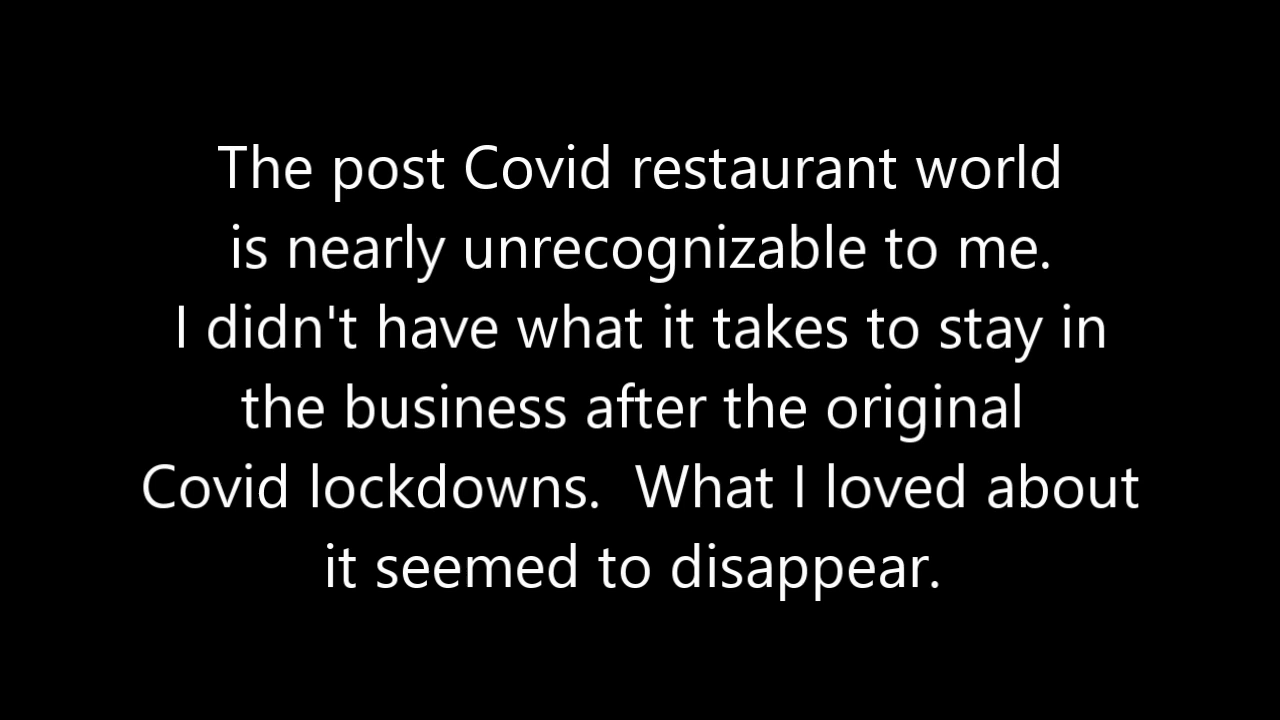 The post Covid restaurant world
is nearly unrecognizable to me.
I didn't have what it takes to stay in
the business after the original
Covid lockdowns.  What I loved about
it seemed to disappear.